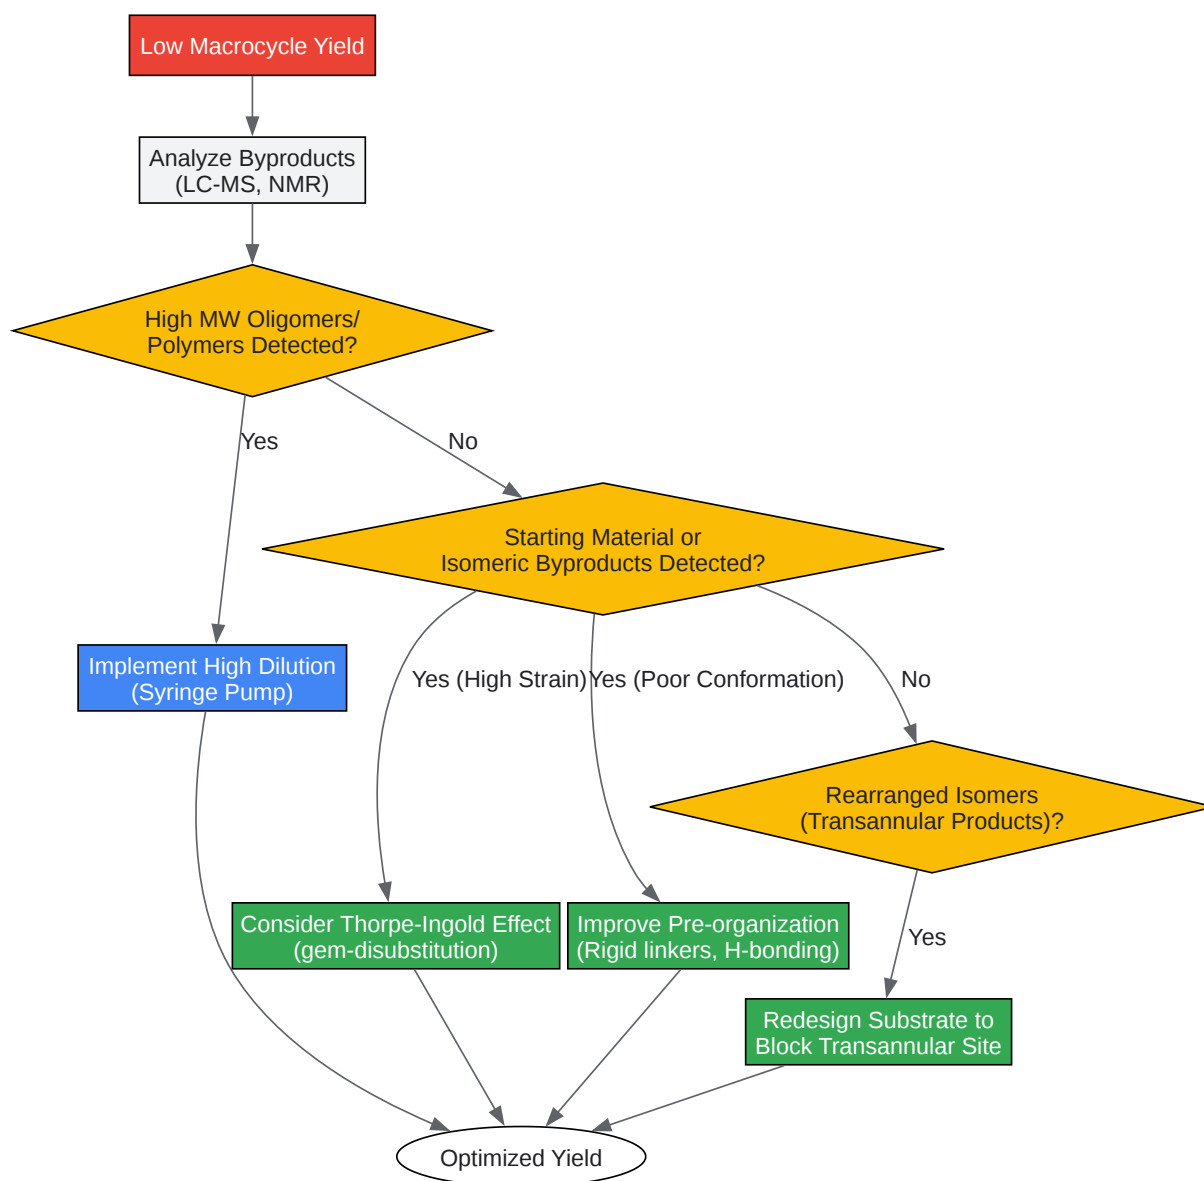 Low Macrocycle Yield
Analyze Byproducts
(LC-MS, NMR)
High MW Oligomers/
Polymers Detected?
Yes
No
Starting Material or
Isomeric Byproducts Detected?
Implement High Dilution
(Syringe Pump)
Yes (High Strain)
Yes (Poor Conformation)
No
Rearranged Isomers
(Transannular Products)?
Consider Thorpe-Ingold Effect
(gem-disubstitution)
Improve Pre-organization
(Rigid linkers, H-bonding)
Yes
Redesign Substrate to
Block Transannular Site
Optimized Yield